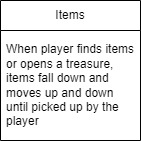 Items
When player finds items
or opens a treasure,
items fall down and
moves up and down
until picked up by the
player